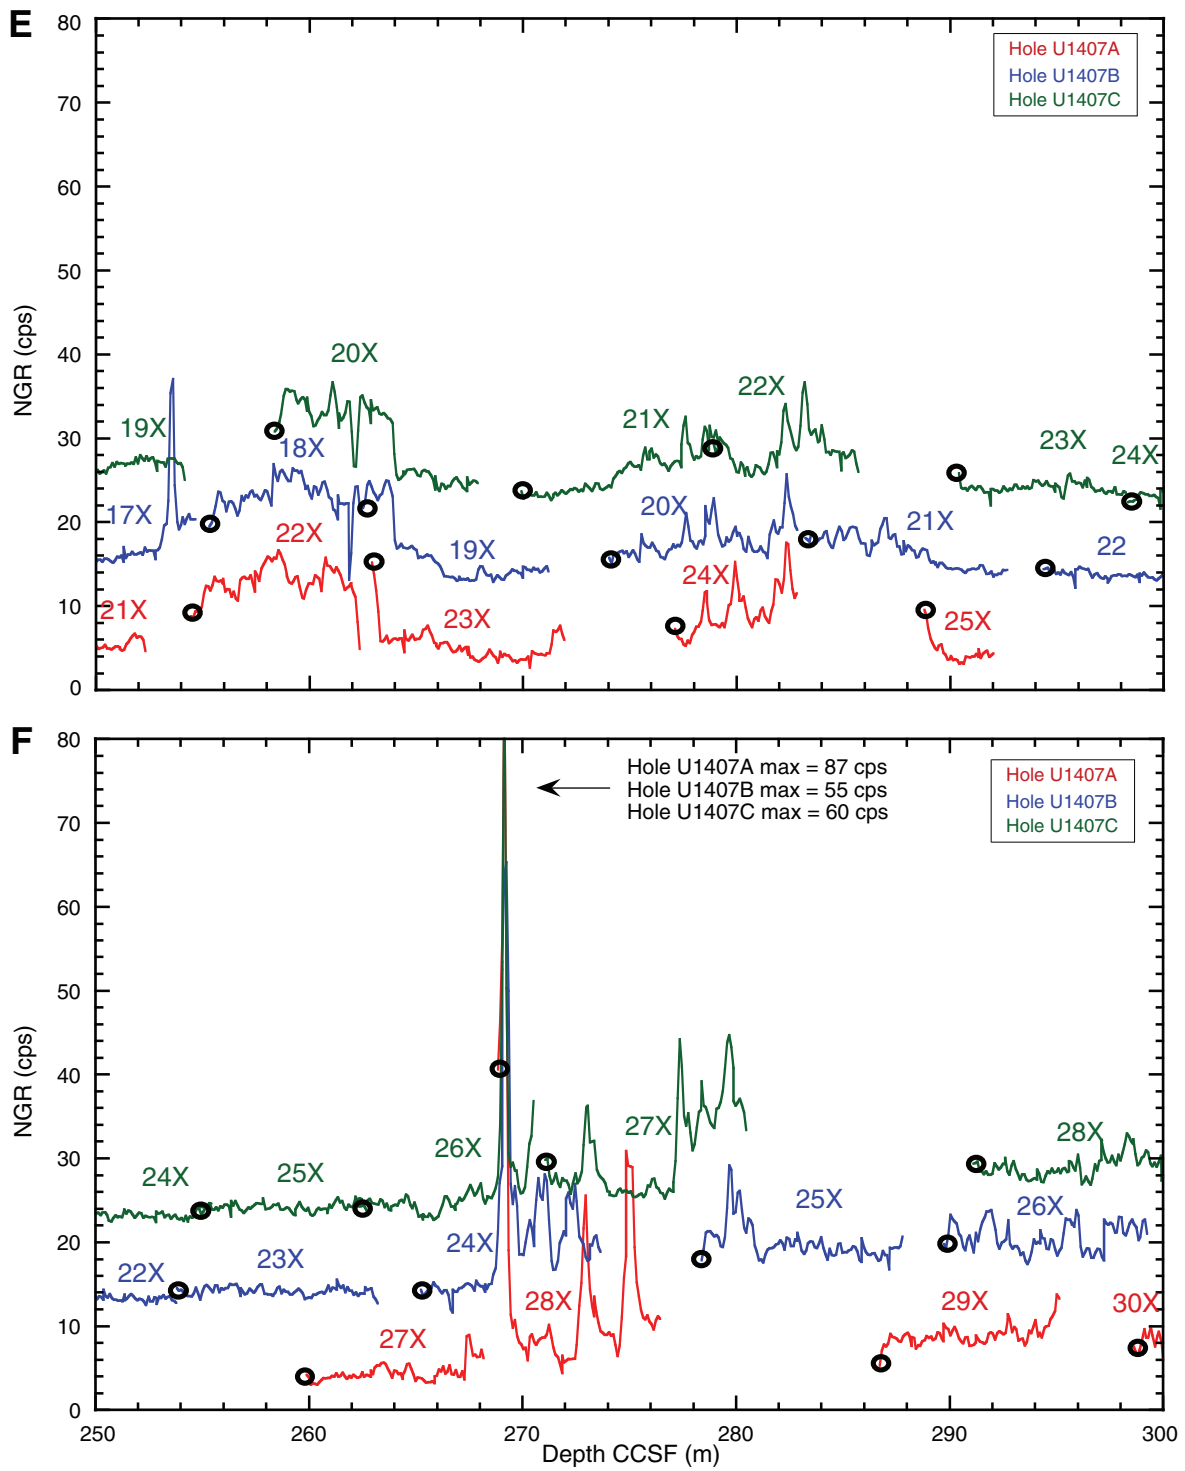 E
80
70
60
50
40
30
20
10
0
NGR (cps)
Hole U1407A
Hole U1407B
Hole U1407C
20X
19X
22X
21X
23X
24X
18X
17X
20X
21X
19X
22
22X
24X
21X
23X
25X
F
80
70
60
50
40
30
20
10
0
NGR (cps)
Hole U1407A max = 87 cps
Hole U1407B max = 55 cps
Hole U1407C max = 60 cps
Hole U1407A
Hole U1407B
Hole U1407C
27X
28X
26X
24X
25X
25X
26X
24X
22X
23X
28X
29X
30X
27X
250
260
270
280
290
300
Depth CCSF (m)